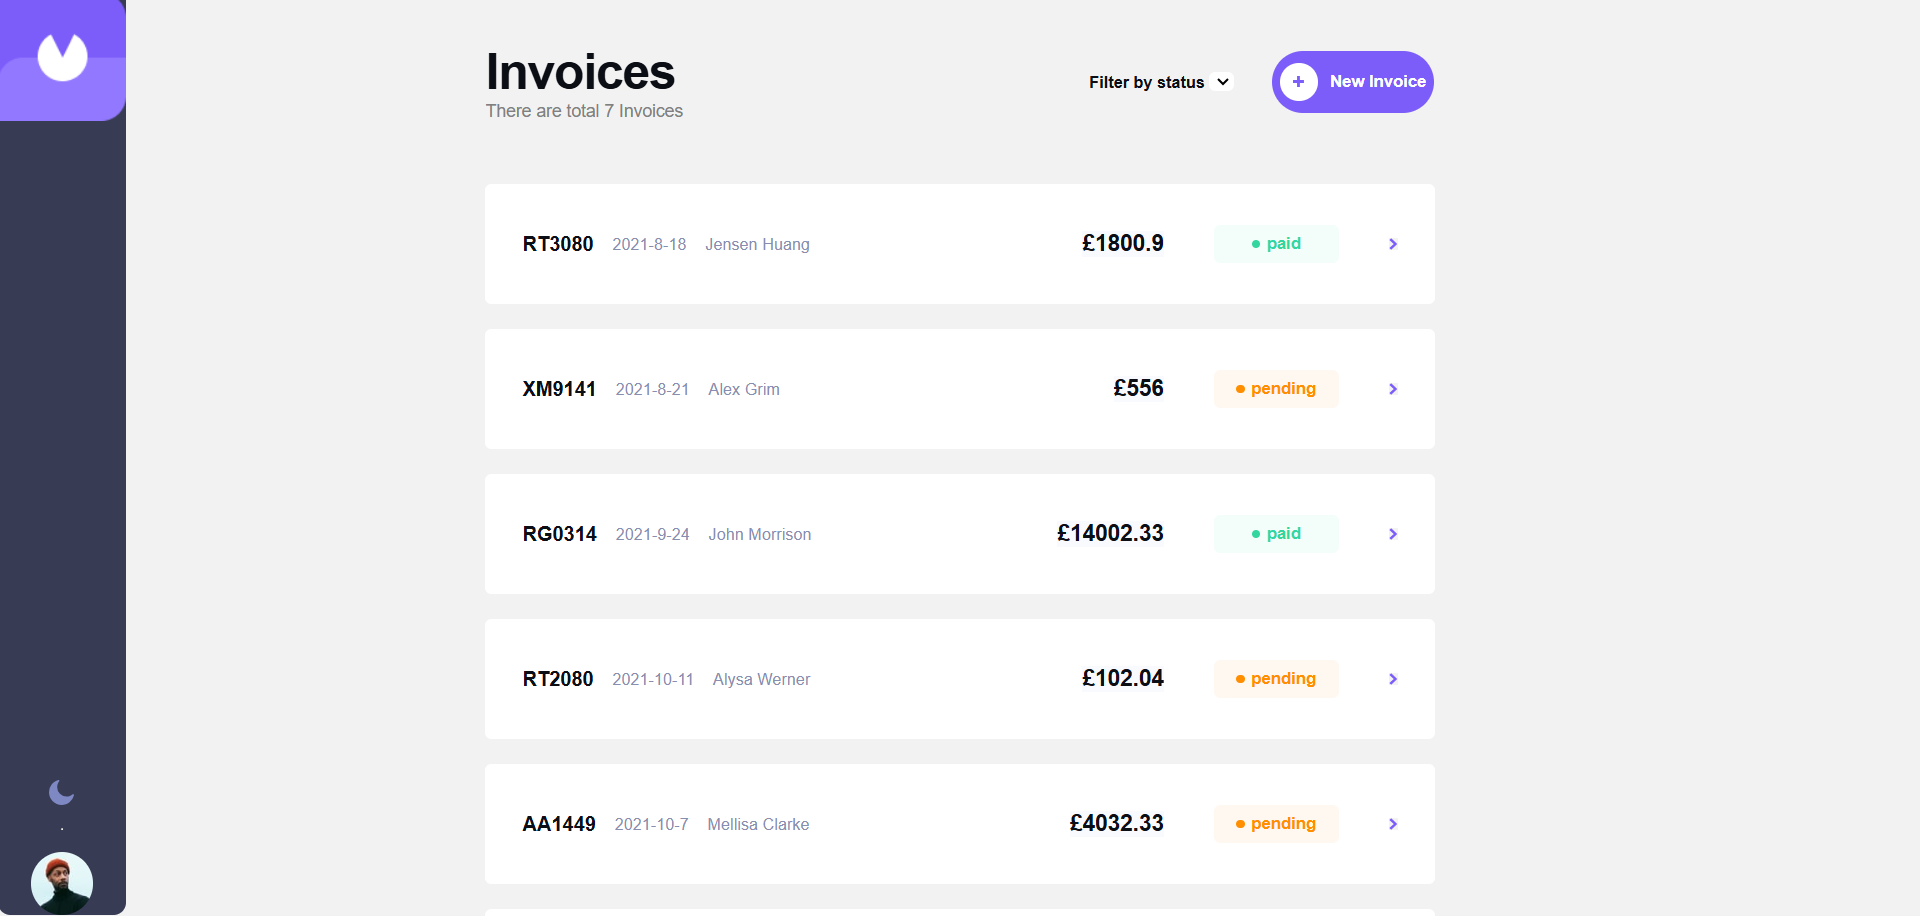 Invoices
There are total 7 Invoices
Filter by status
+ New Invoice
RT3080 2021-8-18 Jensen Huang £1800.9 paid
XM9141 2021-8-21 Alex Grim £556 pending
RG0314 2021-9-24 John Morrison £14002.33 paid
RT2080 2021-10-11 Alysa Werner £102.04 pending
AA1449 2021-10-7 Mellisa Clarke £4032.33 pending